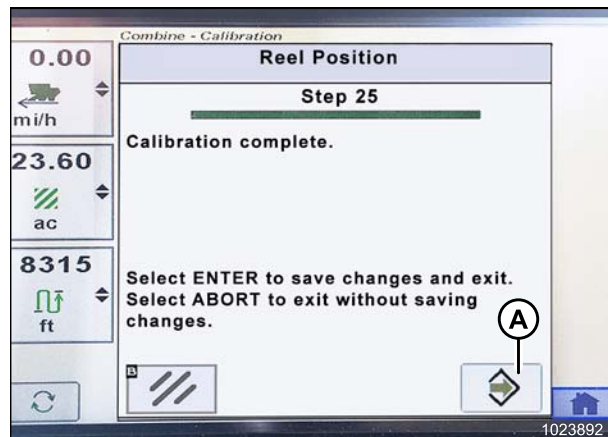 Combine - Calibration
0.00
mi/h
23.60
ac
8315
ft
Reel Position
Step 25
Calibration complete.
Select ENTER to save changes and exit.
Select ABORT to exit without saving
changes.
B
A
1023892